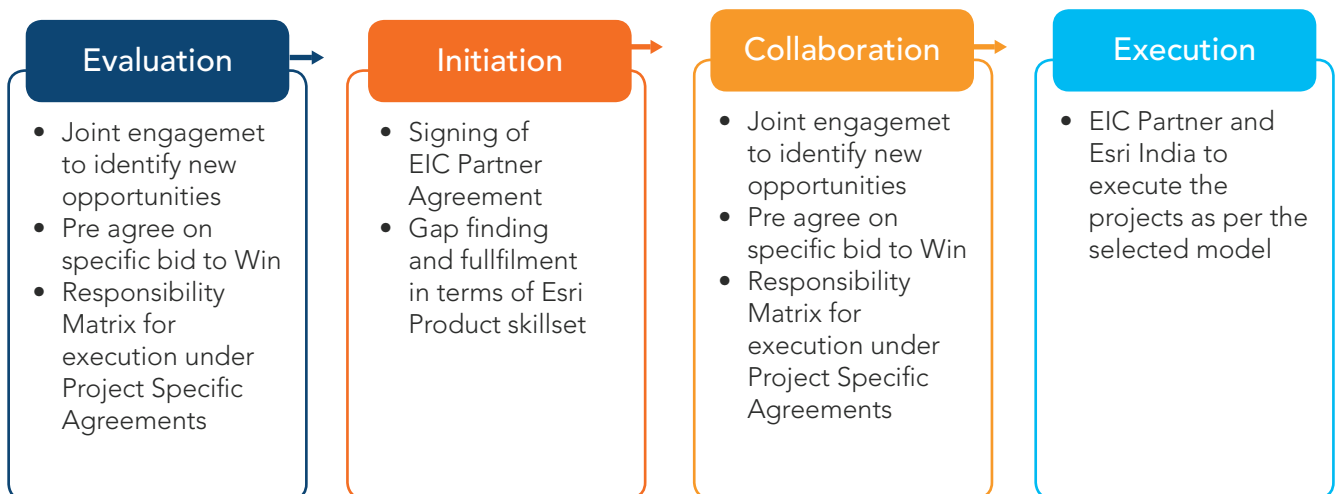 Evaluation
• Joint engagemet
to identify new
opportunities
• Pre agree on
specific bid to Win
• Responsibility
Matrix for
execution under
Project Specific
Agreements
Initiation
• Signing of
EIC Partner
Agreement
• Gap finding
and fullfilment
in terms of Esri
Product skillset
Collaboration
• Joint engagemet
to identify new
opportunities
• Pre agree on
specific bid to Win
• Responsibility
Matrix for
execution under
Project Specific
Agreements
Execution
• EIC Partner and
Esri India to
execute the
projects as per the
selected model